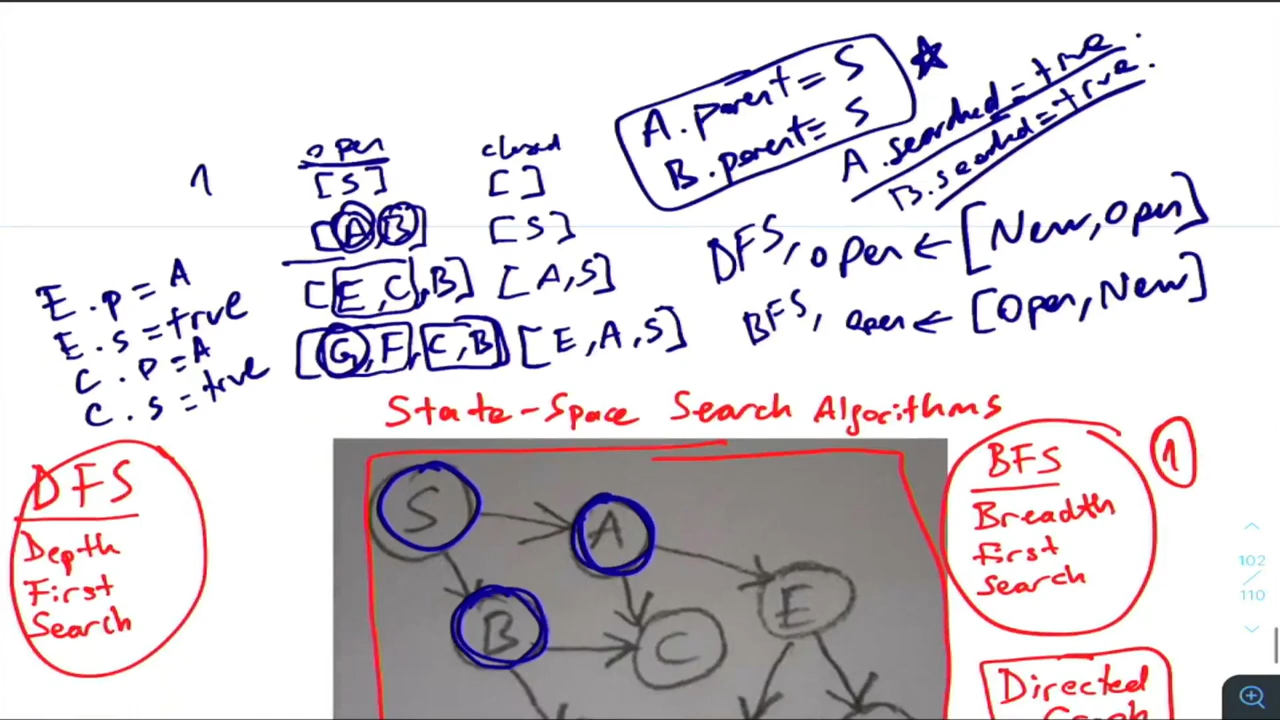 A.parent = S
B.parent = S
A.searched = true.
B.searched = true.
open closed
1 [S] [ ]
[A, B] [S]
[E, C, B] [A, S]
[G, F, C, B] [E, A, S]
E.p = A
E.s = true
C.p = A
C.s = true
DFS, open ← [New, Open]
BFS, open ← [Open, New]
State-Space Search Algorithms
DFS
Depth
First
Search
S
A
B
C
E
BFS
Breadth
First
Search
1
Directed
Graph
102
/
110